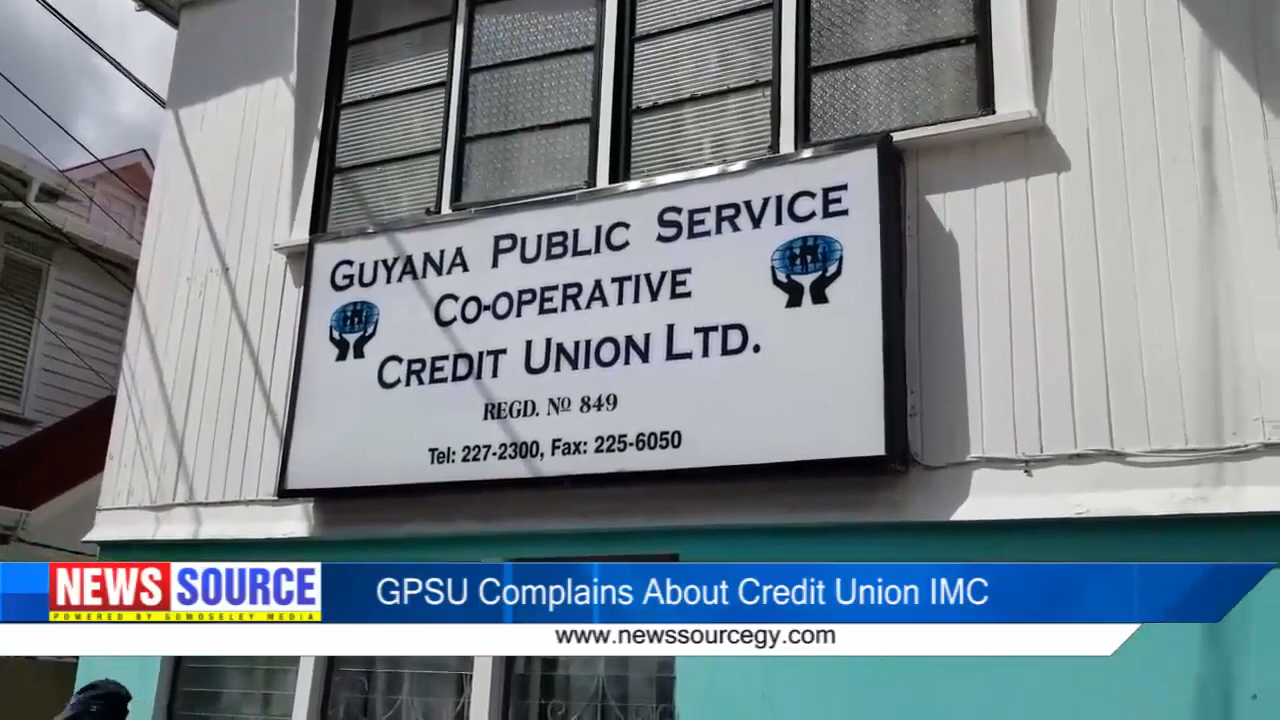 GUYANA PUBLIC SERVICE
CO-OPERATIVE
CREDIT UNION LTD.
REGD. Nº 849
Tel: 227-2300, Fax: 225-6050
NEWS SOURCE
POWERED BY GOMOSELEY MEDIA
GPSU Complains About Credit Union IMC
www.newssourcegy.com